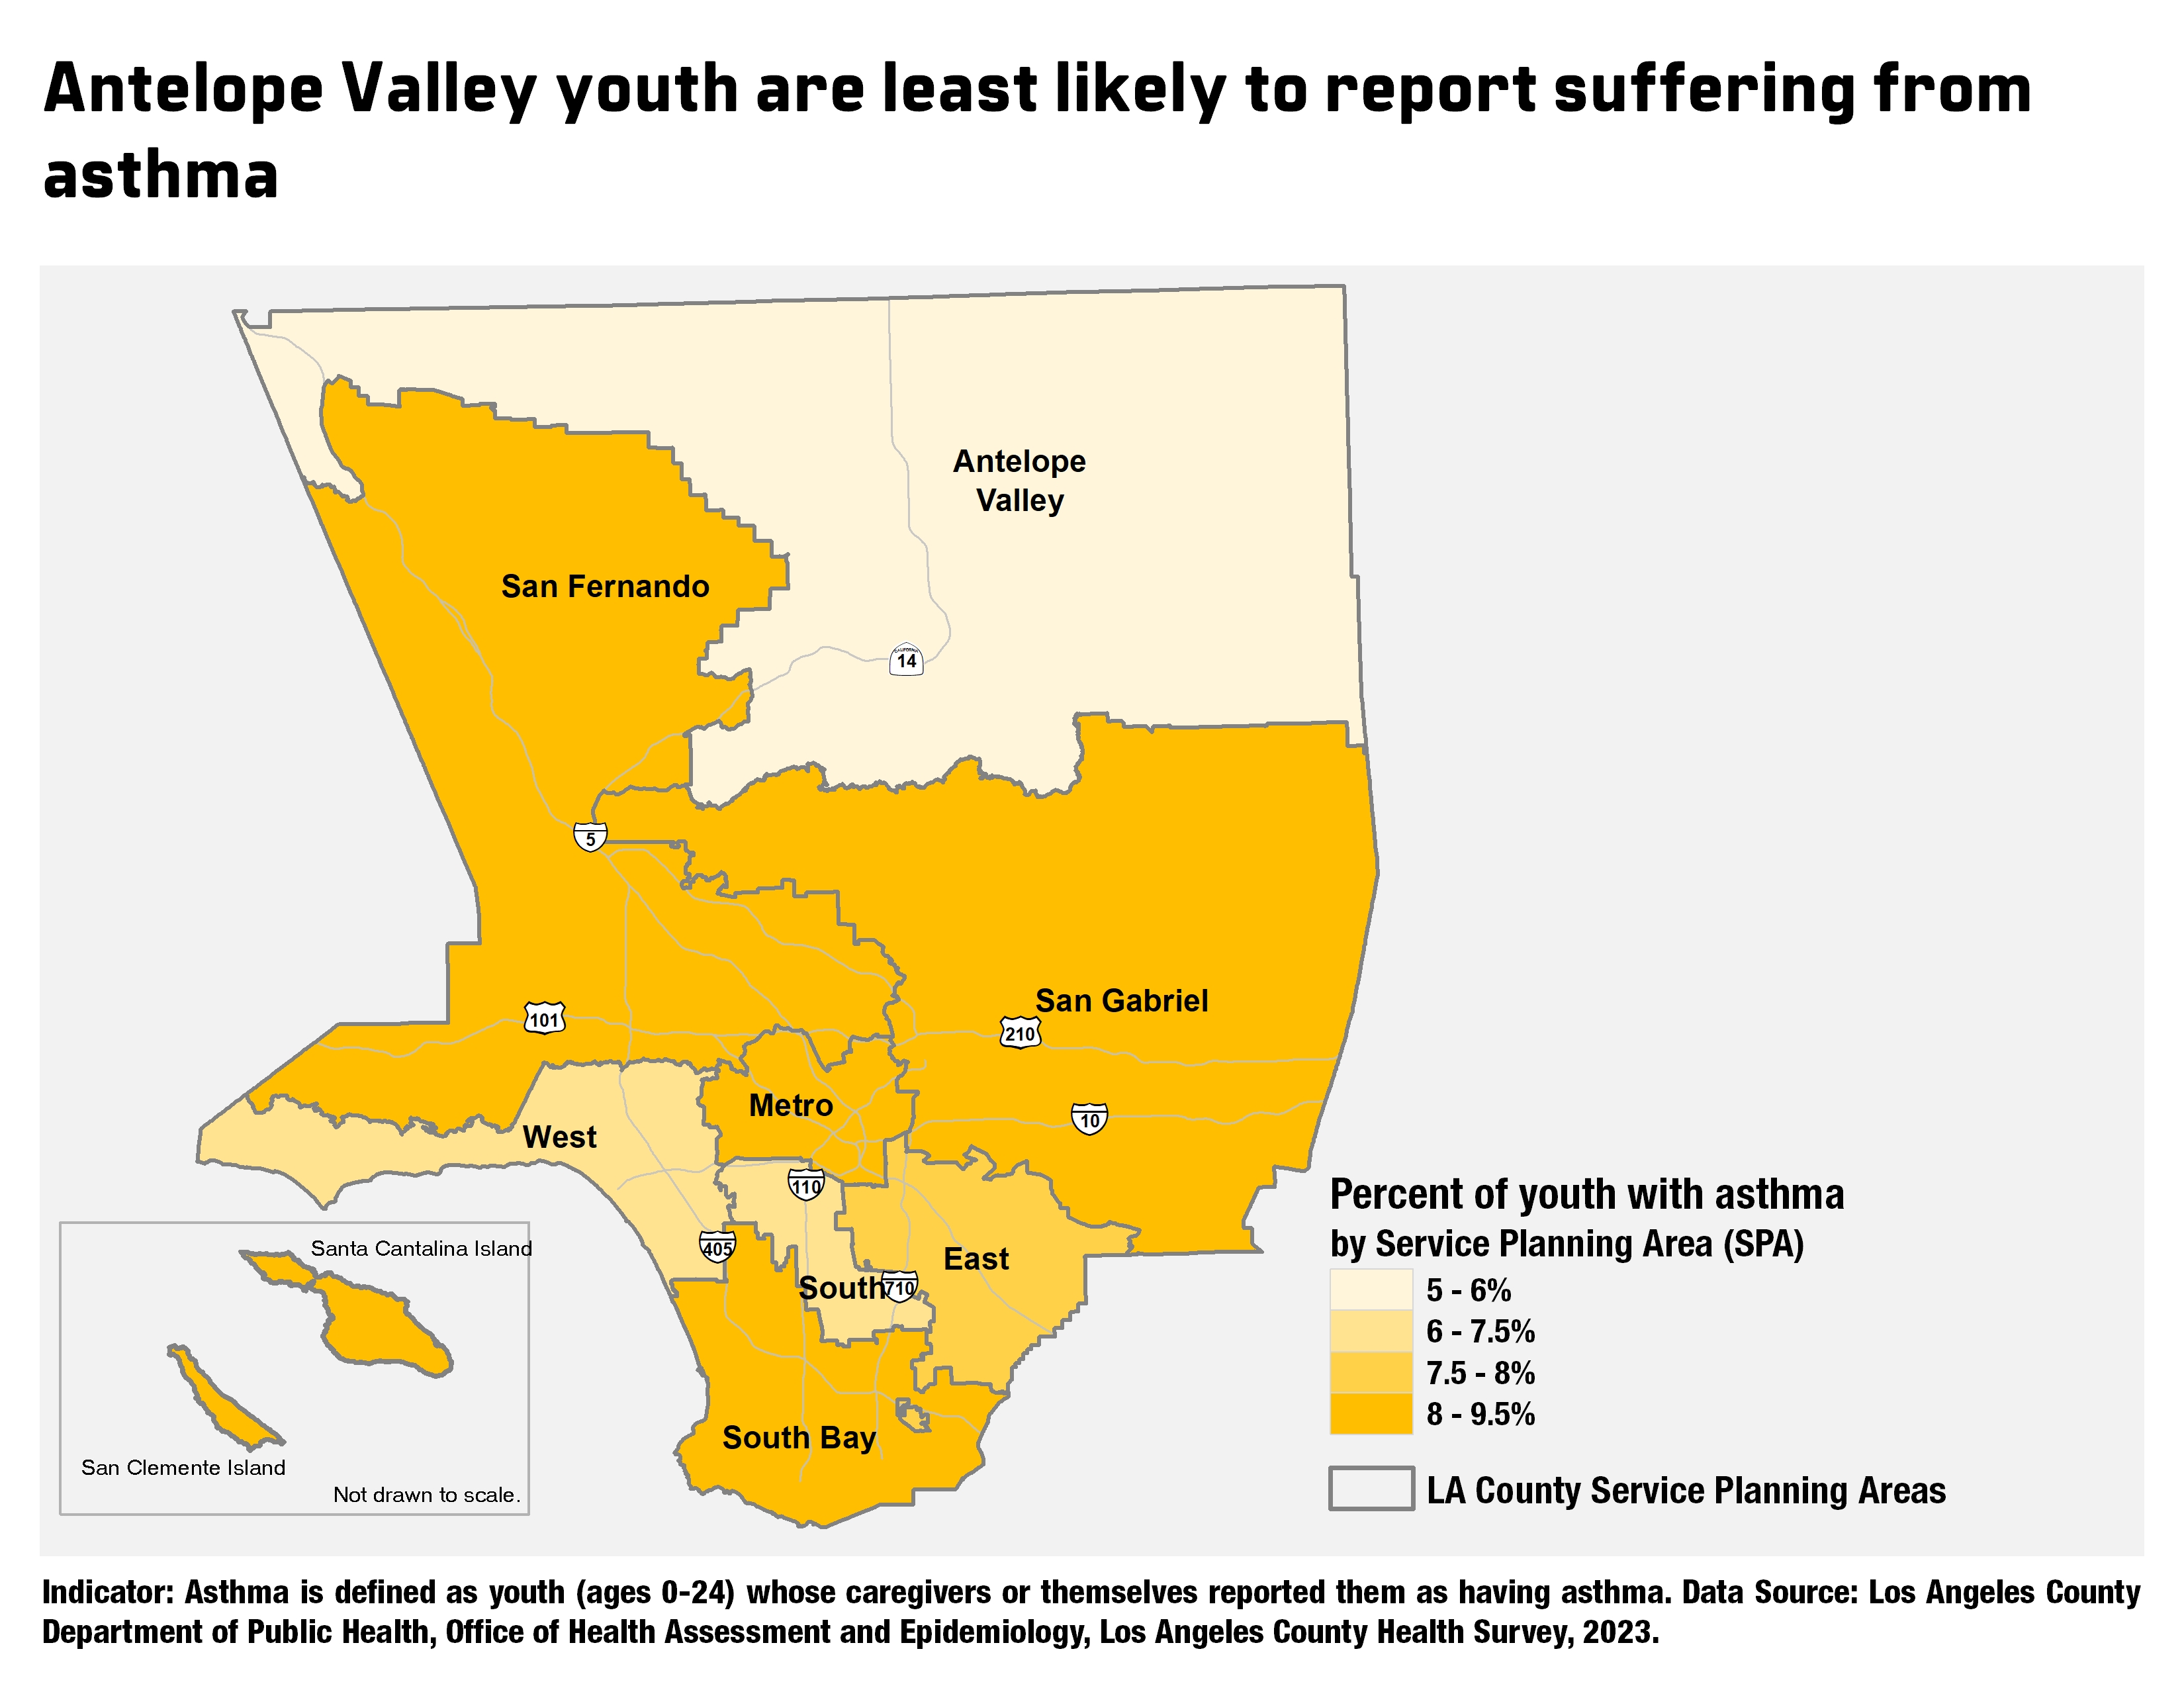 Antelope Valley youth are least likely to report suffering from
asthma
Antelope
Valley
San Fernando
CALIFORNIA
14
5
San Gabriel
101
210
Metro
10
West
110
405
East
South
710
South Bay
Santa Cantalina Island
San Clemente Island
Not drawn to scale.
Percent of youth with asthma
by Service Planning Area (SPA)
5 - 6%
6 - 7.5%
7.5 - 8%
8 - 9.5%
LA County Service Planning Areas
Indicator: Asthma is defined as youth (ages 0-24) whose caregivers or themselves reported them as having asthma. Data Source: Los Angeles County
Department of Public Health, Office of Health Assessment and Epidemiology, Los Angeles County Health Survey, 2023.